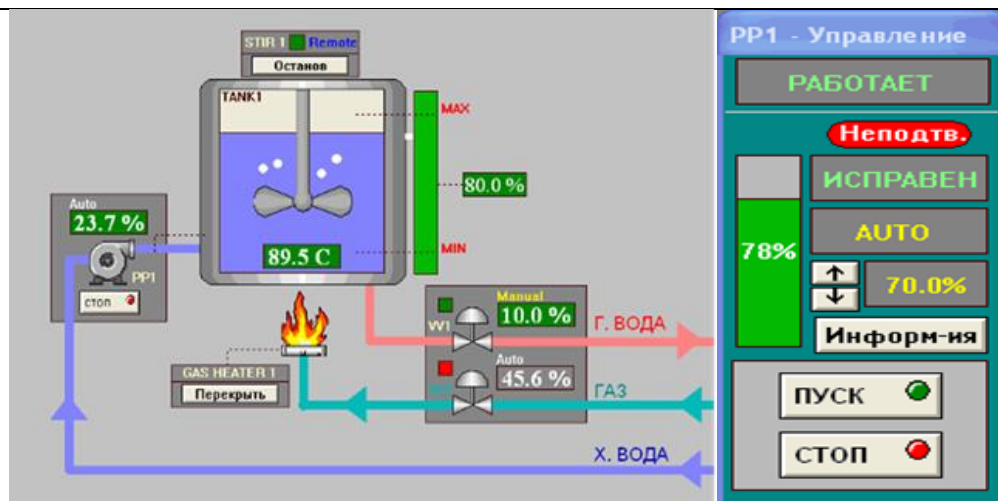 STIR 1 Remote
Останов
TANK1
MAX
80.0 %
MIN
89.5 C
Auto
23.7 %
PP1
стоп
GAS HEATER 1
Перекрыть
Manual
10.0 %
VV1
Auto
45.6 %
Г. ВОДА
ГАЗ
Х. ВОДА
PP1 - Управление
РАБОТАЕТ
Неподтв.
ИСПРАВЕН
AUTO
78%
70.0%
Информ-ия
ПУСК
СТОП